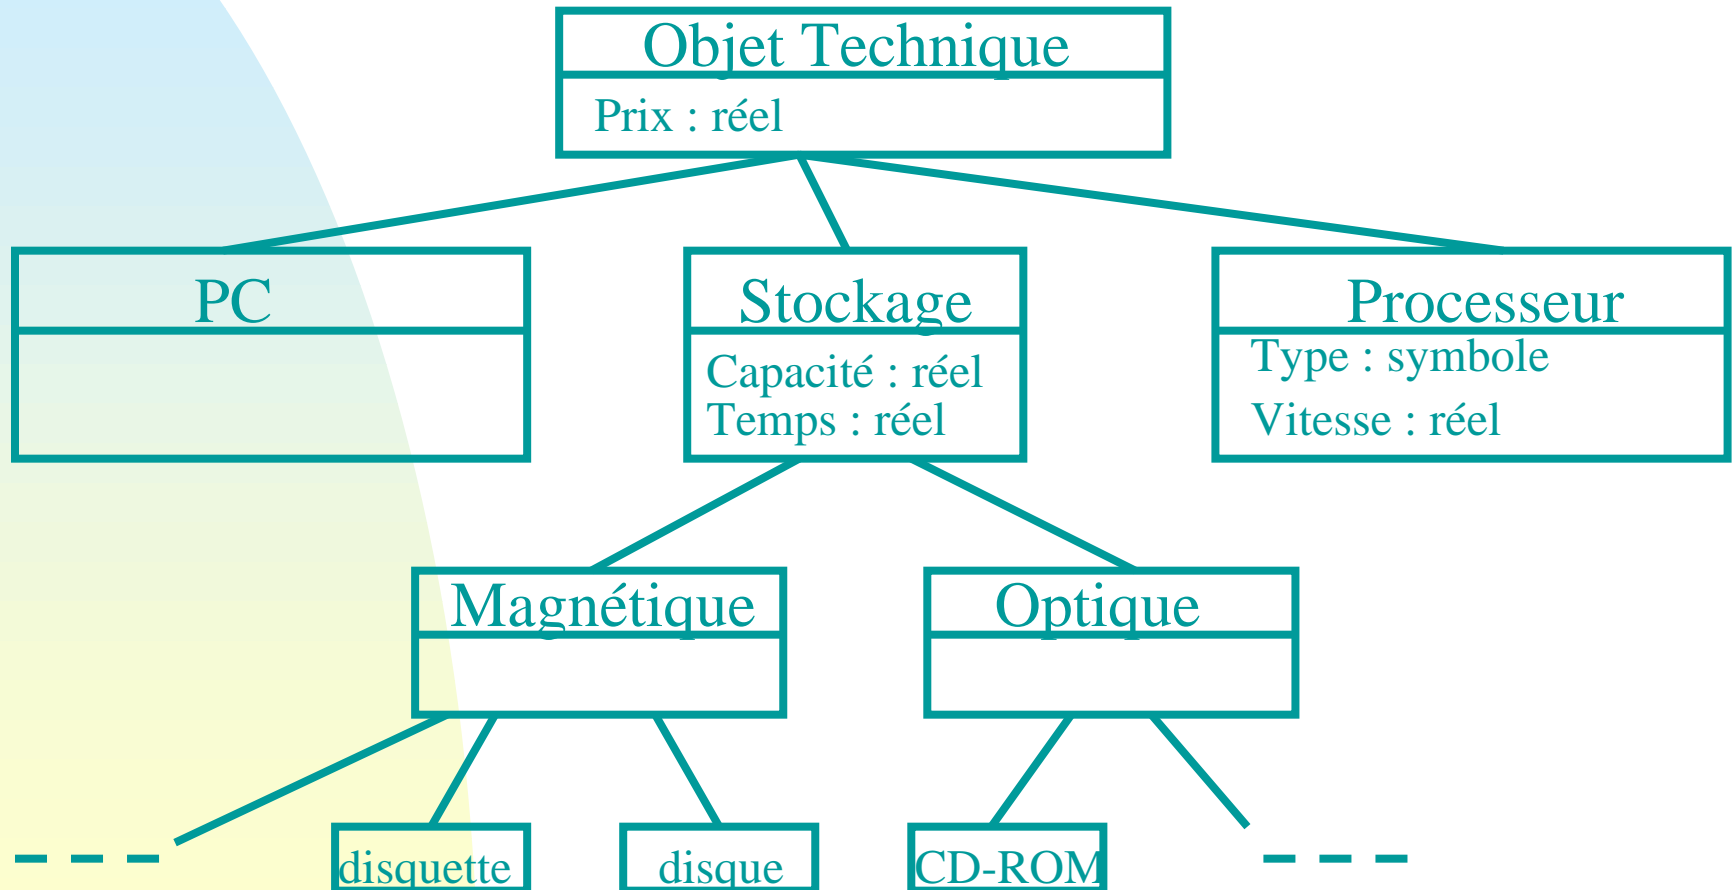 Objet Technique
Prix : réel
PC
Stockage
Capacité : réel
Temps : réel
Processeur
Type : symbole
Vitesse : réel
Magnétique
Optique
disquette
disque
CD-ROM